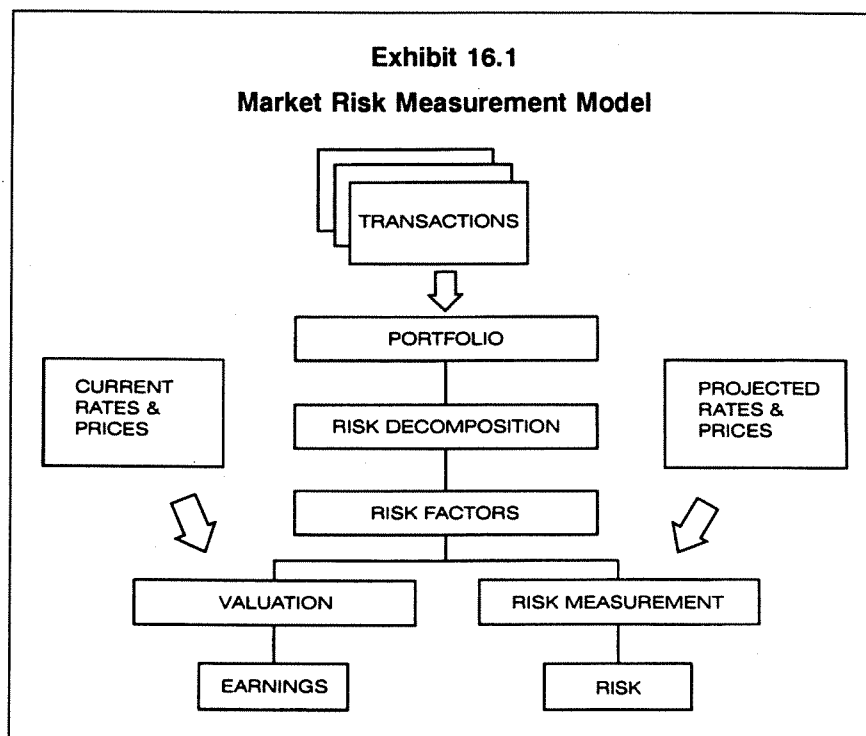 Exhibit 16.1
Market Risk Measurement Model
TRANSACTIONS
PORTFOLIO
CURRENT
RATES &
PRICES
PROJECTED
RATES &
PRICES
RISK DECOMPOSITION
RISK FACTORS
VALUATION
RISK MEASUREMENT
EARNINGS
RISK